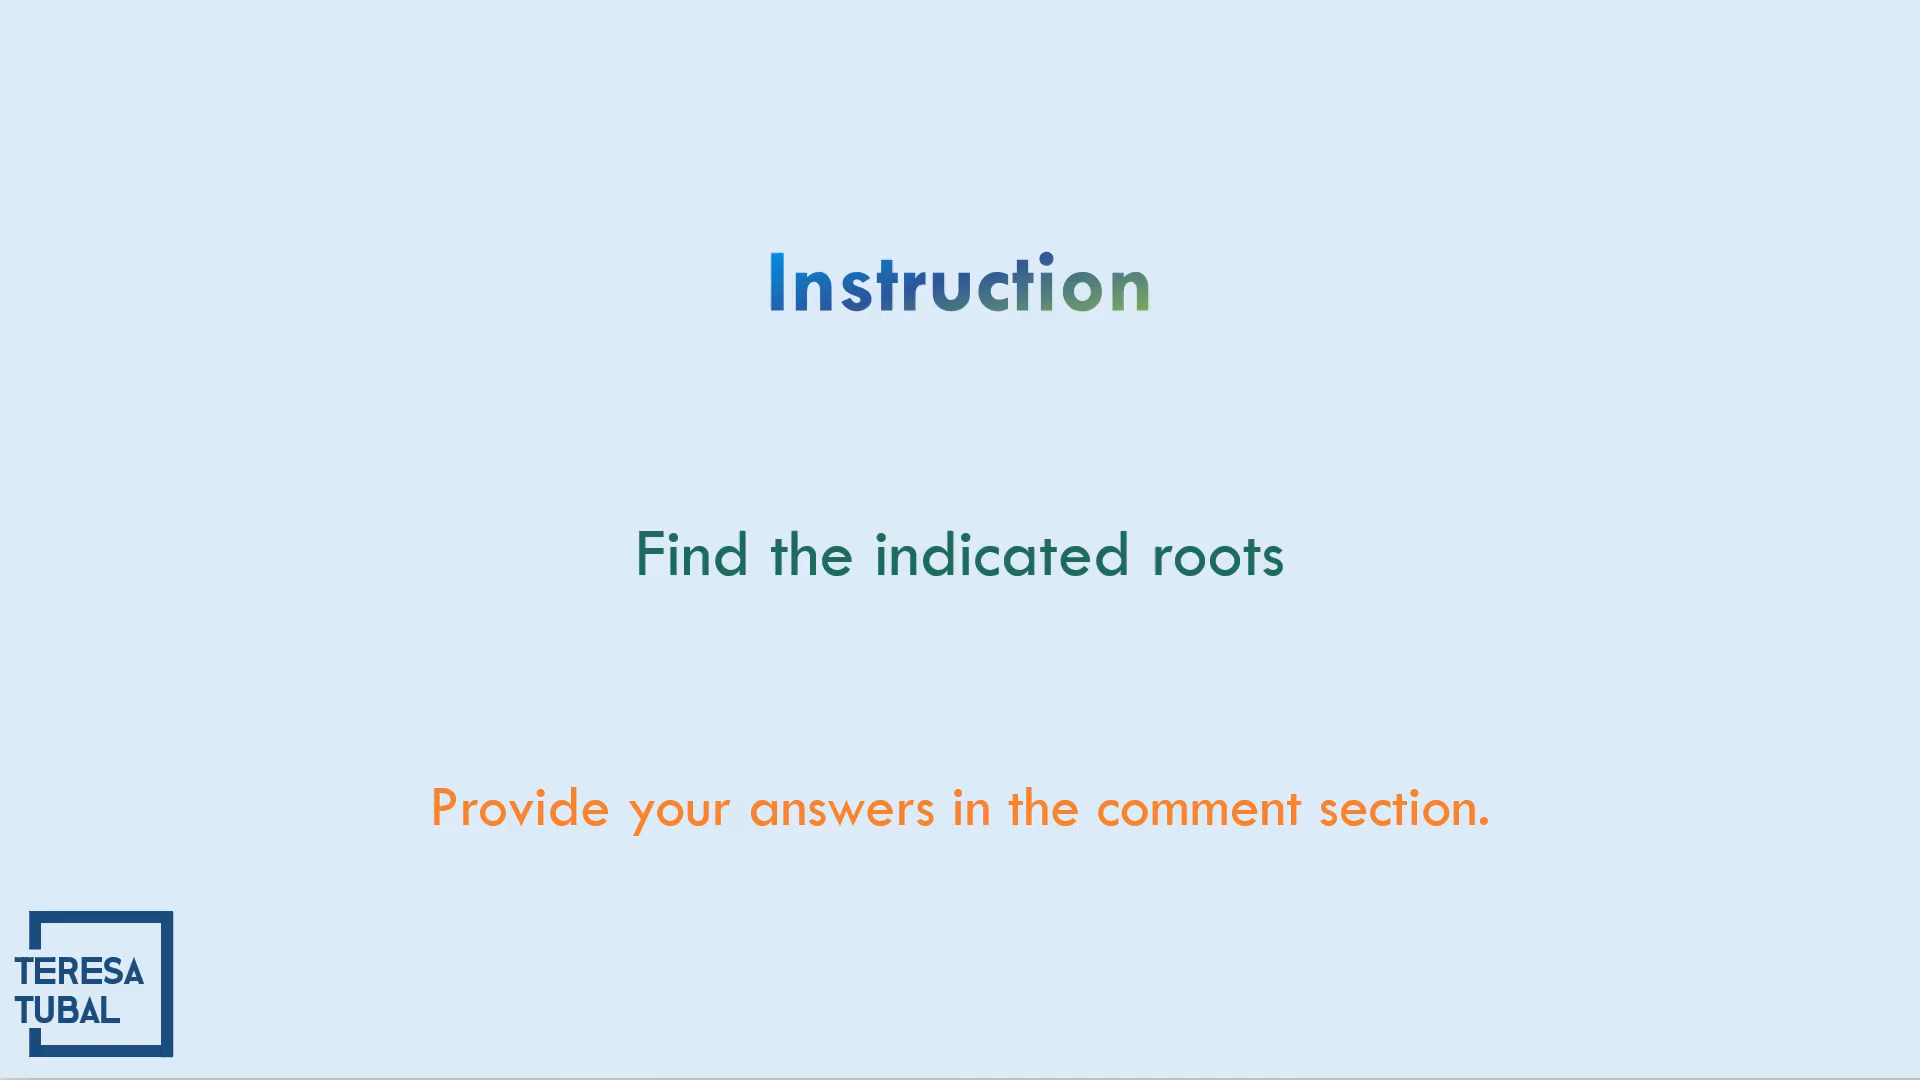 Instruction
Find the indicated roots
Provide your answers in the comment section.
TERESA
TUBAL